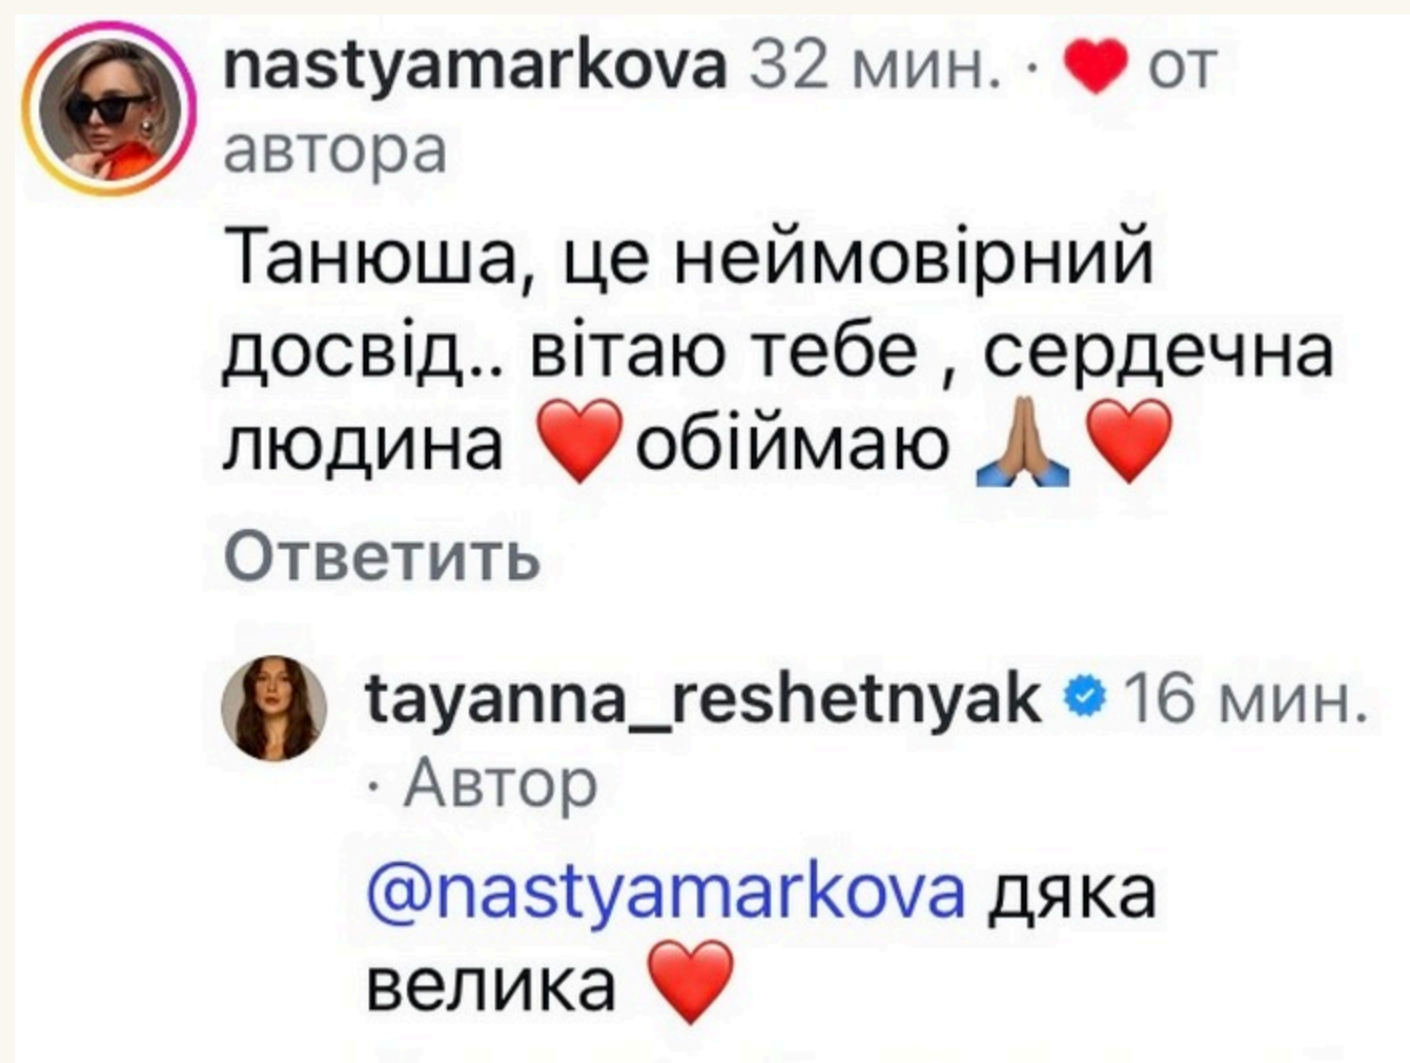 nastyamarkova 32 мин. · ❤️ от
автора
Танюша, це неймовірний
досвід.. вітаю тебе , сердечна
людина ❤️обіймаю 🙏🏽❤️
Ответить
tayanna_reshetnyak 16 мин.
· Автор
@nastyamarkova дяка
велика ❤️